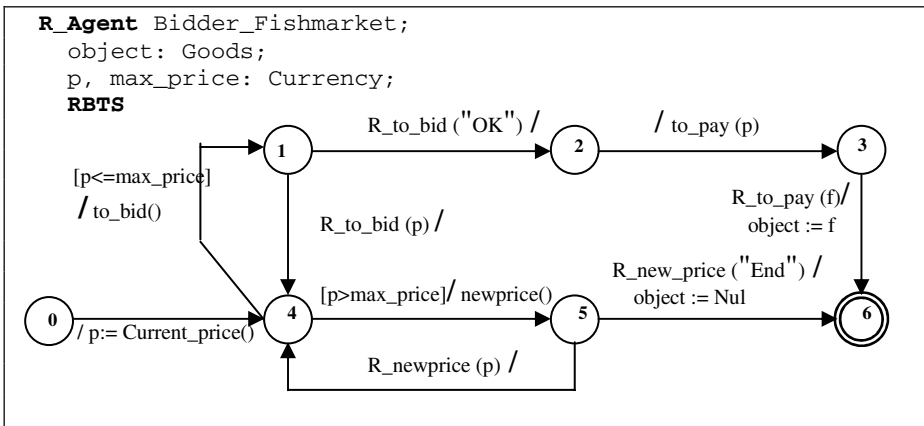 R_Agent Bidder_Fishmarket;
object: Goods;
p, max_price: Currency;
RBTS
R_to_bid ("OK") /
/ to_pay (p)
1
2
3
[p<=max_price]
/ to_bid()
R_to_bid (p) /
R_to_pay (f)/
object := f
[p>max_price]/ newprice()
R_new_price ("End") /
object := Nul
0
4
5
6
/ p:= Current_price()
R_newprice (p) /